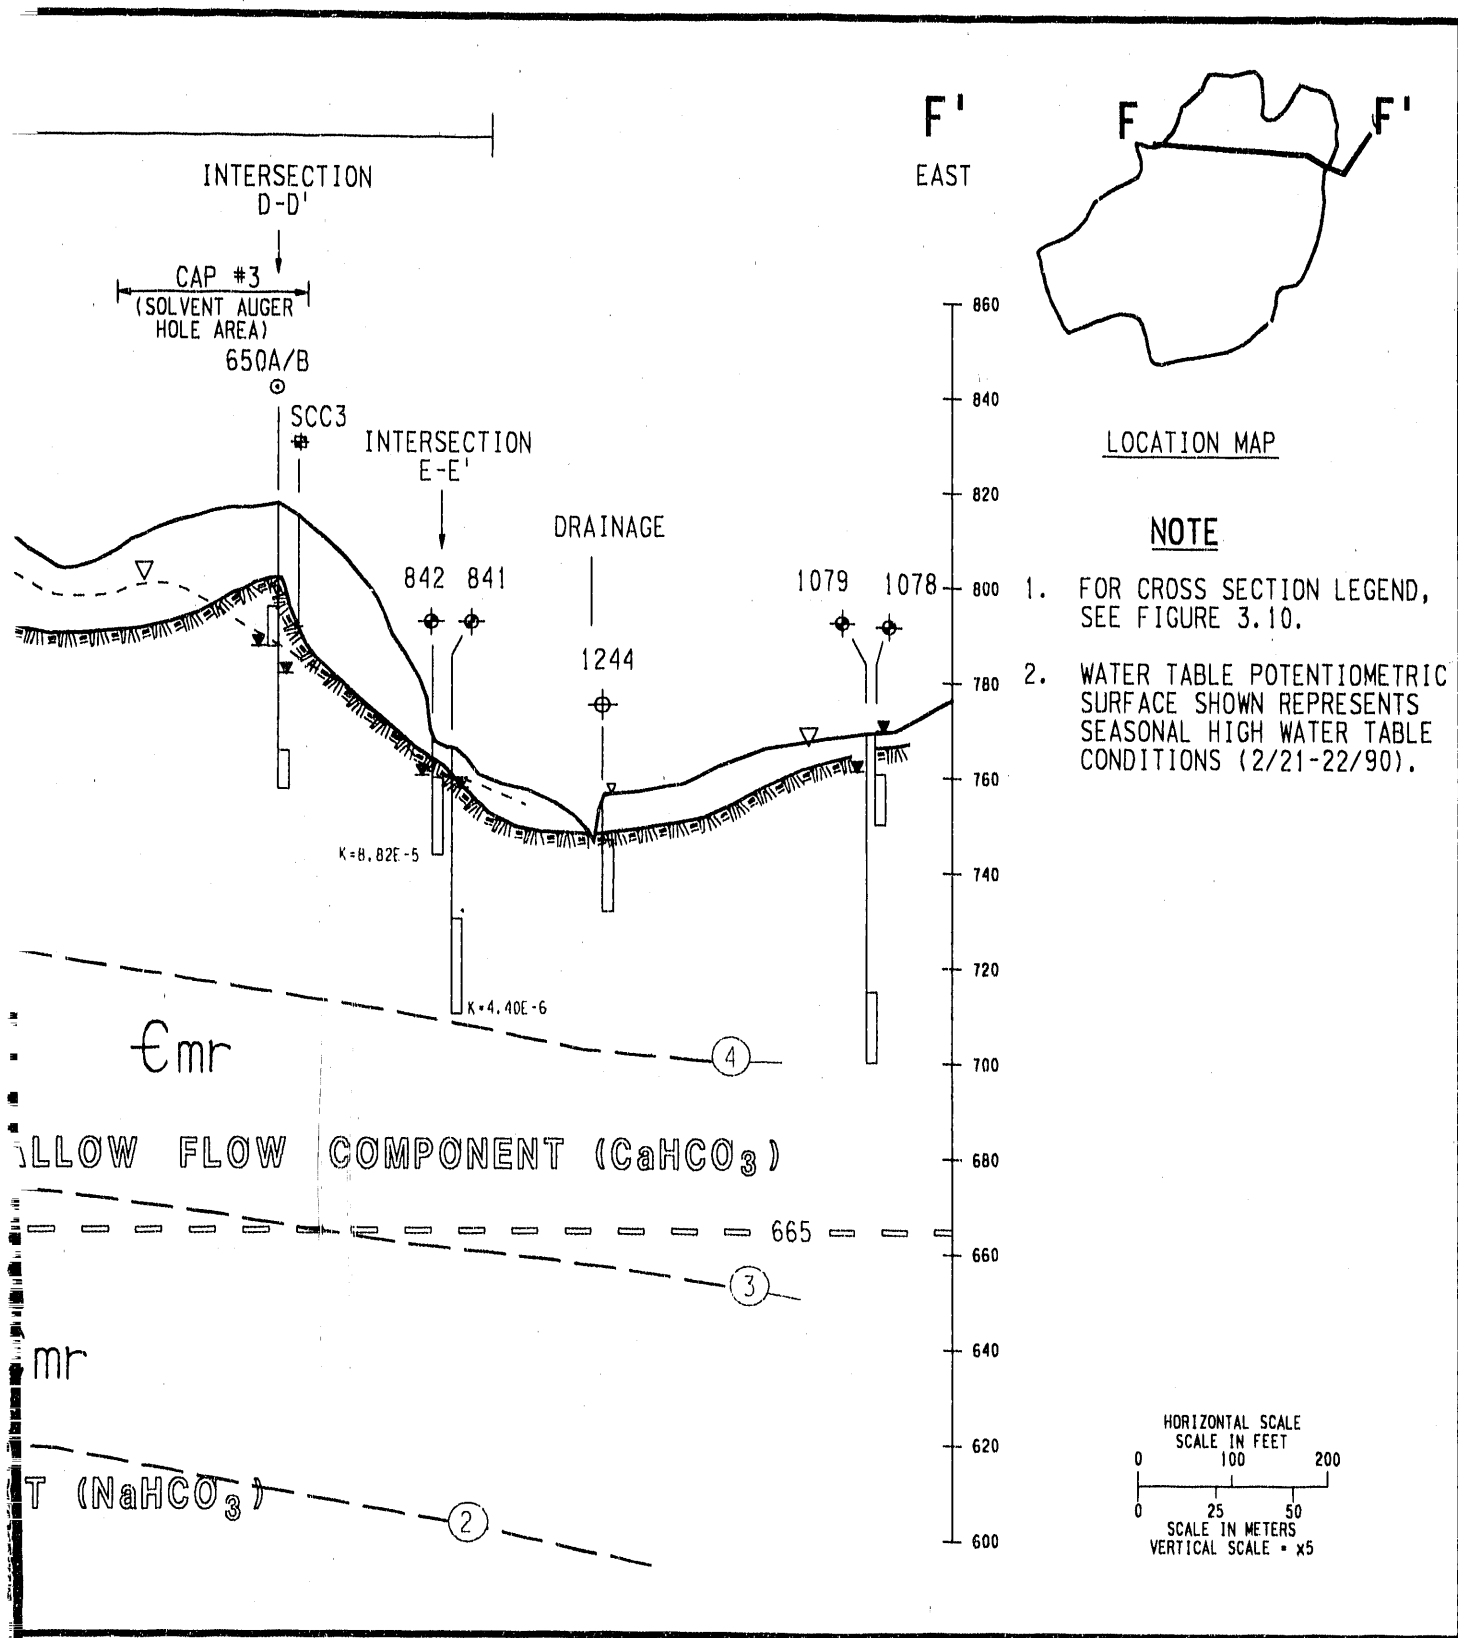 F'
EAST
F
F'
INTERSECTION
D-D'
CAP #3
(SOLVENT AUGER
HOLE AREA)
650A/B
SCC3
INTERSECTION
E-E'
DRAINAGE
842
841
1244
1079
1078
860
840
820
800
780
760
740
720
700
680
660
640
620
600
LOCATION MAP
NOTE
1. FOR CROSS SECTION LEGEND,
SEE FIGURE 3.10.
2. WATER TABLE POTENTIOMETRIC
SURFACE SHOWN REPRESENTS
SEASONAL HIGH WATER TABLE
CONDITIONS (2/21-22/90).
K=8.82E-5
K=4.40E-6
Ꞓmr
4
LLOW FLOW COMPONENT (CaHCO₃)
665
3
mr
T (NaHCO₃)
2
HORIZONTAL SCALE
SCALE IN FEET
0 100 200
0 25 50
SCALE IN METERS
VERTICAL SCALE = x5